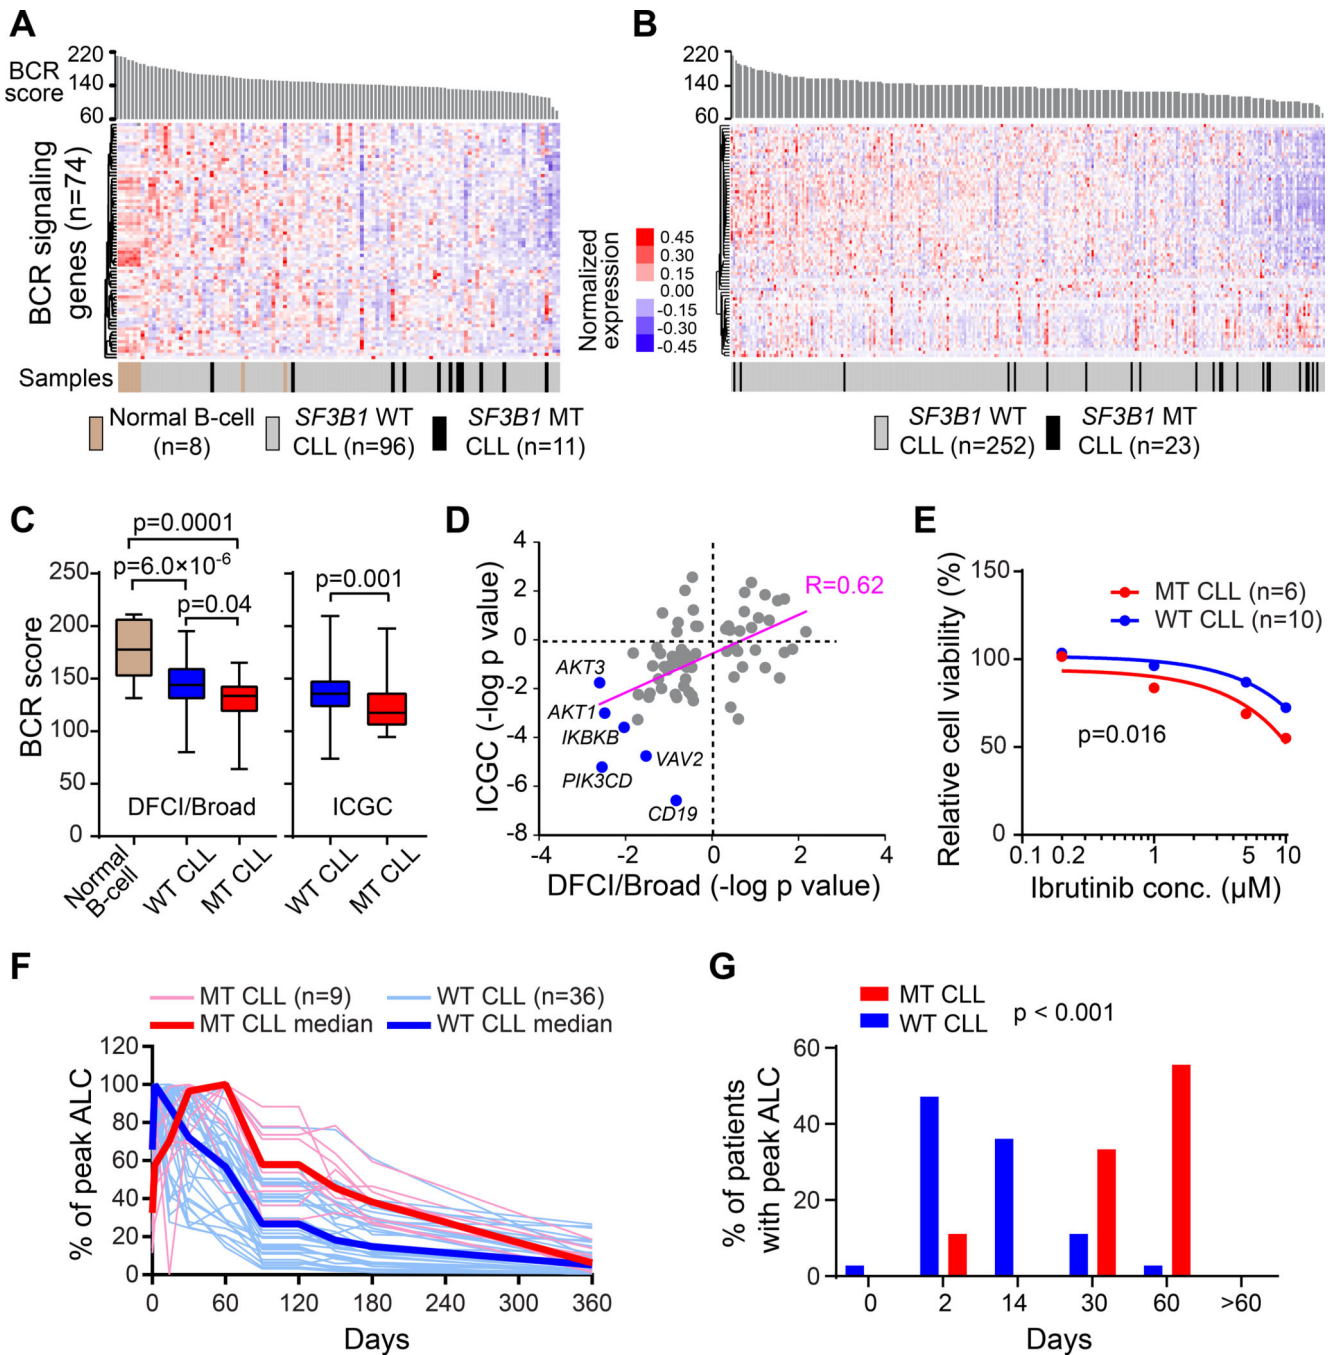 A
BCR
score
220
140
60
BCR signaling
genes (n=74)
Samples
Normal B-cell
(n=8)
SF3B1 WT
CLL (n=96)
SF3B1 MT
CLL (n=11)
Normalized
expression
0.45
0.30
0.15
0.00
-0.15
-0.30
-0.45
B
220
140
60
SF3B1 WT
CLL (n=252)
SF3B1 MT
CLL (n=23)
C
p=0.0001
p=6.0×10-6
p=0.04
p=0.001
BCR score
250
200
150
100
50
0
DFCI/Broad
ICGC
Normal
B-cell
WT CLL
MT CLL
WT CLL
MT CLL
D
ICGC (-log p value)
4
2
0
-2
-4
-6
-8
R=0.62
AKT3
AKT1
IKBKB
VAV2
PIK3CD
CD19
-4
-2
0
2
4
DFCI/Broad (-log p value)
E
Relative cell viability (%)
150
100
50
0
MT CLL (n=6)
WT CLL (n=10)
p=0.016
0.1
0.2
1
5
10
Ibrutinib conc. (µM)
F
MT CLL (n=9)
WT CLL (n=36)
MT CLL median
WT CLL median
% of peak ALC
120
100
80
60
40
20
0
0
60
120
180
240
300
360
Days
G
MT CLL
WT CLL
p < 0.001
% of patients
with peak ALC
60
40
20
0
0
2
14
30
60
>60
Days